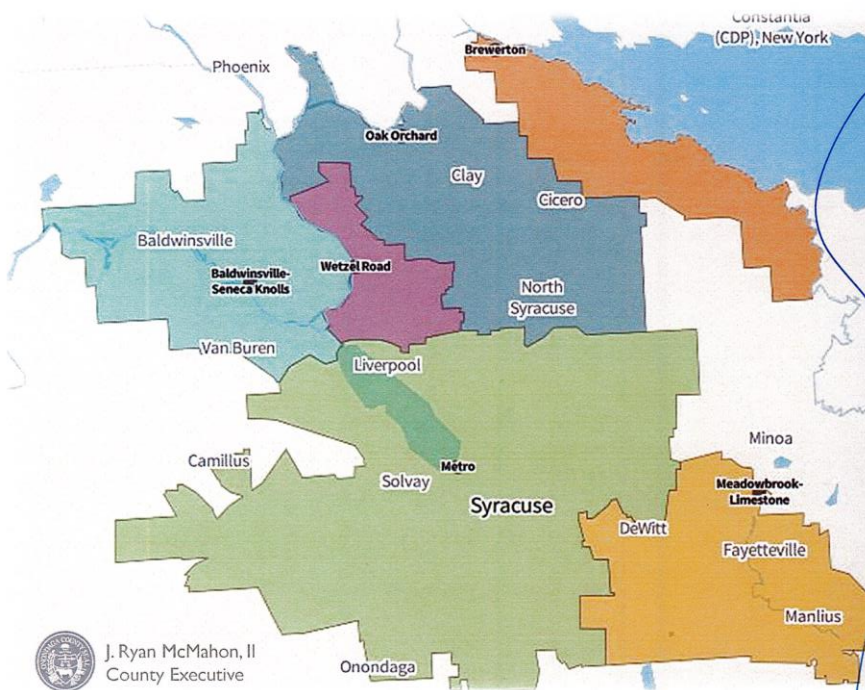 Constantia
(CDP), New York
Brewerton
Phoenix
Oak Orchard
Clay
Cicero
Baldwinsville
Wetzel Road
Baldwinsville-
Seneca Knolls
North
Syracuse
Van Buren
Liverpool
Minoa
Camillus
Metro
Solvay
Meadowbrook-
Limestone
Syracuse
DeWitt
Fayetteville
Manlius
J. Ryan McMahon, II
County Executive
Onondaga